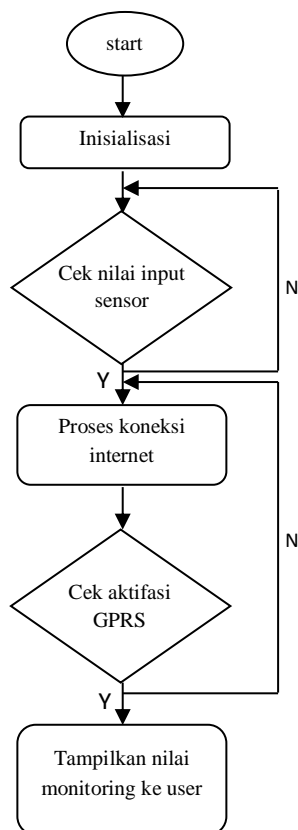 start
Inisialisasi
Cek nilai input
sensor
N
Y
Proses koneksi
internet
N
Cek aktifasi
GPRS
Y
Tampilkan nilai
monitoring ke user